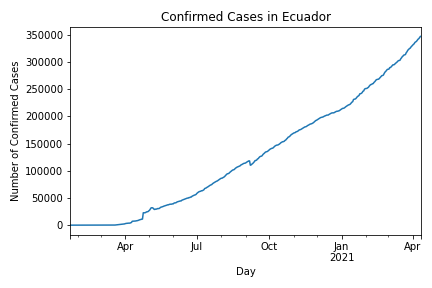 Confirmed Cases in Ecuador
Number of Confirmed Cases
350000
300000
250000
200000
150000
100000
50000
0
Apr Jul Oct Jan Apr
2021
Day